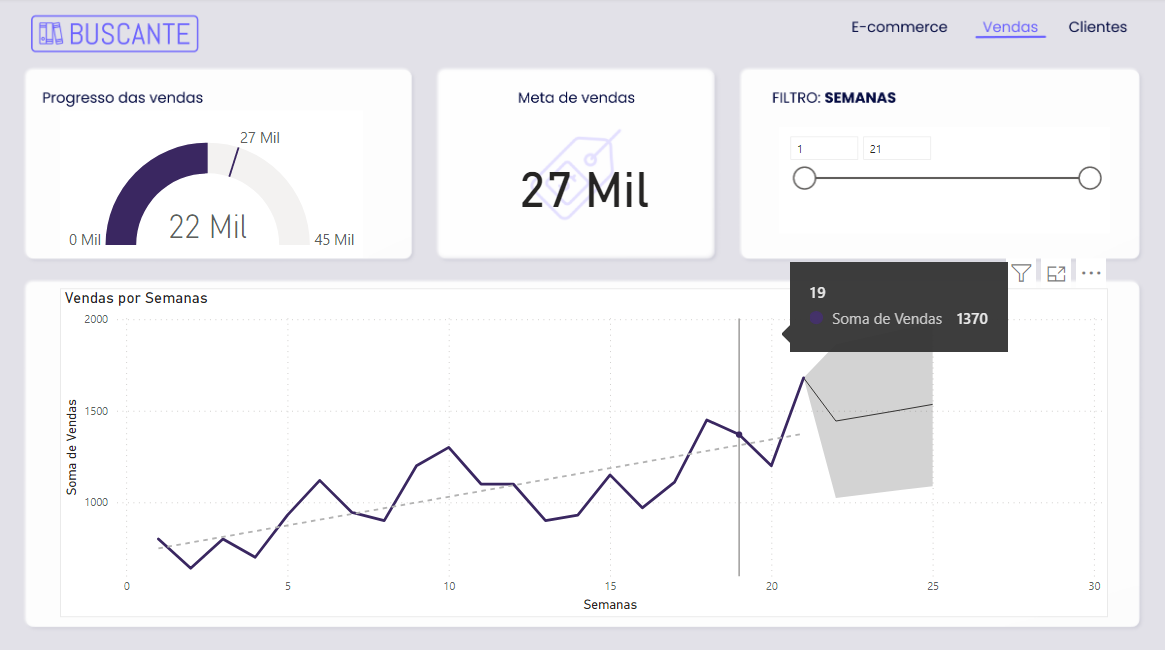 BUSCANTE
E-commerce
Vendas
Clientes
Progresso das vendas
27 Mil
22 Mil
0 Mil
45 Mil
Meta de vendas
27 Mil
FILTRO: SEMANAS
1
21
Vendas por Semanas
19
Soma de Vendas 1370
2000
1500
1000
Soma de Vendas
0
5
10
15
20
25
30
Semanas